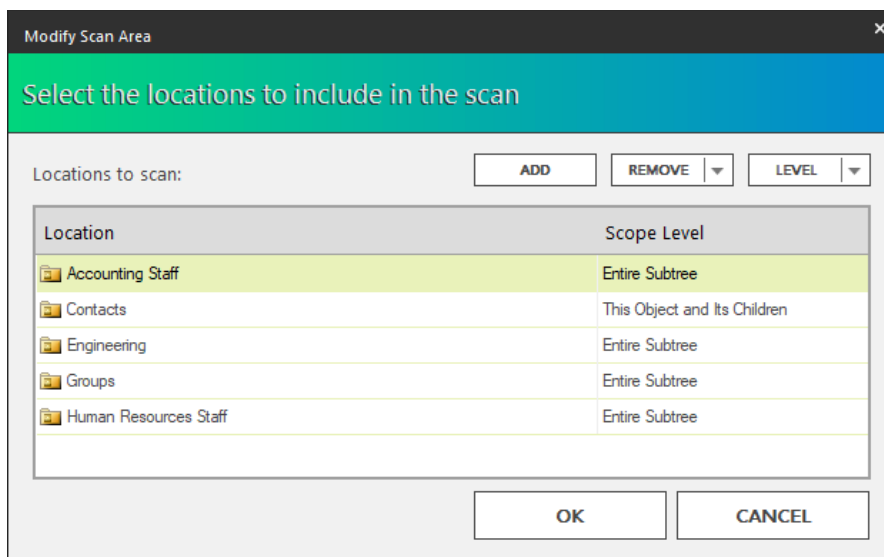 Modify Scan Area
Select the locations to include in the scan
Locations to scan:
ADD
REMOVE
LEVEL
Location Scope Level
Accounting Staff Entire Subtree
Contacts This Object and Its Children
Engineering Entire Subtree
Groups Entire Subtree
Human Resources Staff Entire Subtree
OK
CANCEL